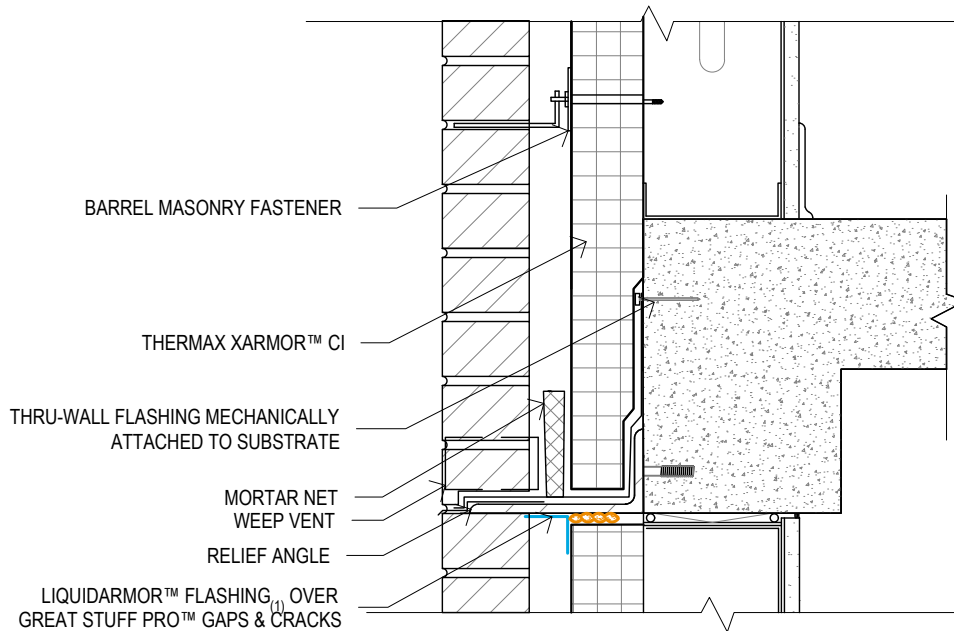 BARREL MASONRY FASTENER
THERMAX XARMOR™ CI
THRU-WALL FLASHING MECHANICALLY
ATTACHED TO SUBSTRATE
MORTAR NET
WEEP VENT
RELIEF ANGLE
LIQUIDARMOR™ FLASHING(1) OVER
GREAT STUFF PRO™ GAPS & CRACKS